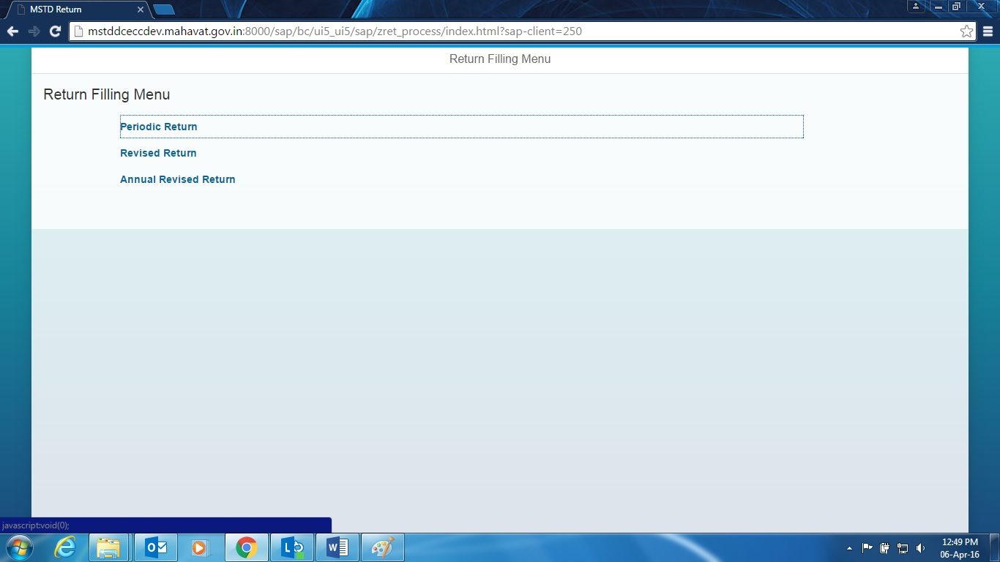 MSTD Return
mstddceccdev.mahavat.gov.in:8000/sap/bc/ui5_ui5/sap/zret_process/index.html?sap-client=250
Return Filling Menu
Return Filling Menu
Periodic Return
Revised Return
Annual Revised Return
javascript:void(0);
12:49 PM
06-Apr-16